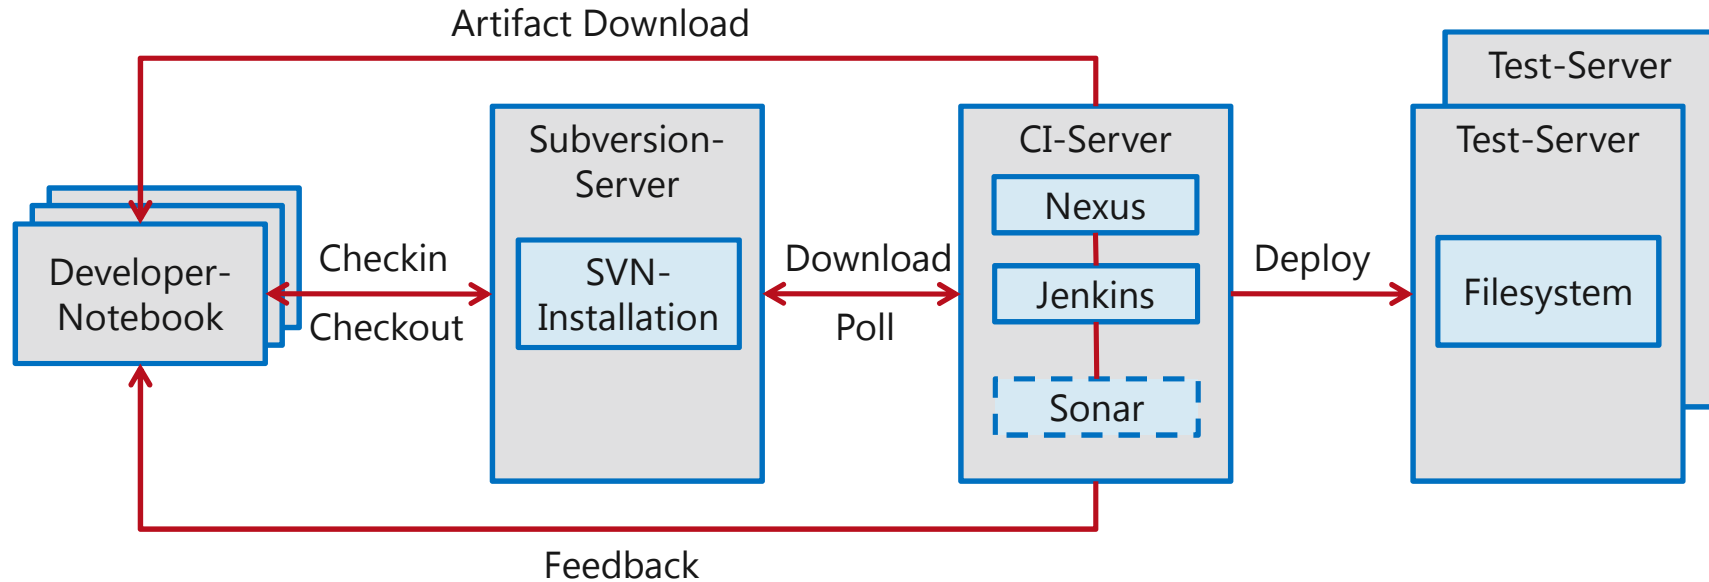 Artifact Download
Test-Server
Test-Server
Subversion-
Server
CI-Server
Nexus
Developer-
Notebook
Checkin
Checkout
SVN-
Installation
Download
Poll
Jenkins
Deploy
Filesystem
Sonar
Feedback